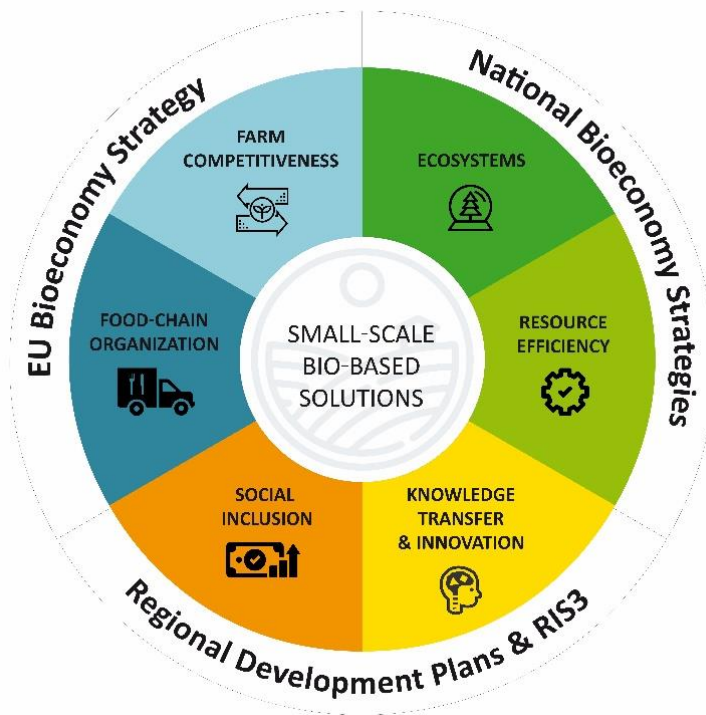 EU Bioeconomy Strategy
National Bioeconomy Strategies
FARM
COMPETITIVENESS
ECOSYSTEMS
FOOD-CHAIN
ORGANIZATION
SMALL-SCALE
BIO-BASED
SOLUTIONS
RESOURCE
EFFICIENCY
SOCIAL
INCLUSION
KNOWLEDGE
TRANSFER
& INNOVATION
Regional Development Plans & RIS3